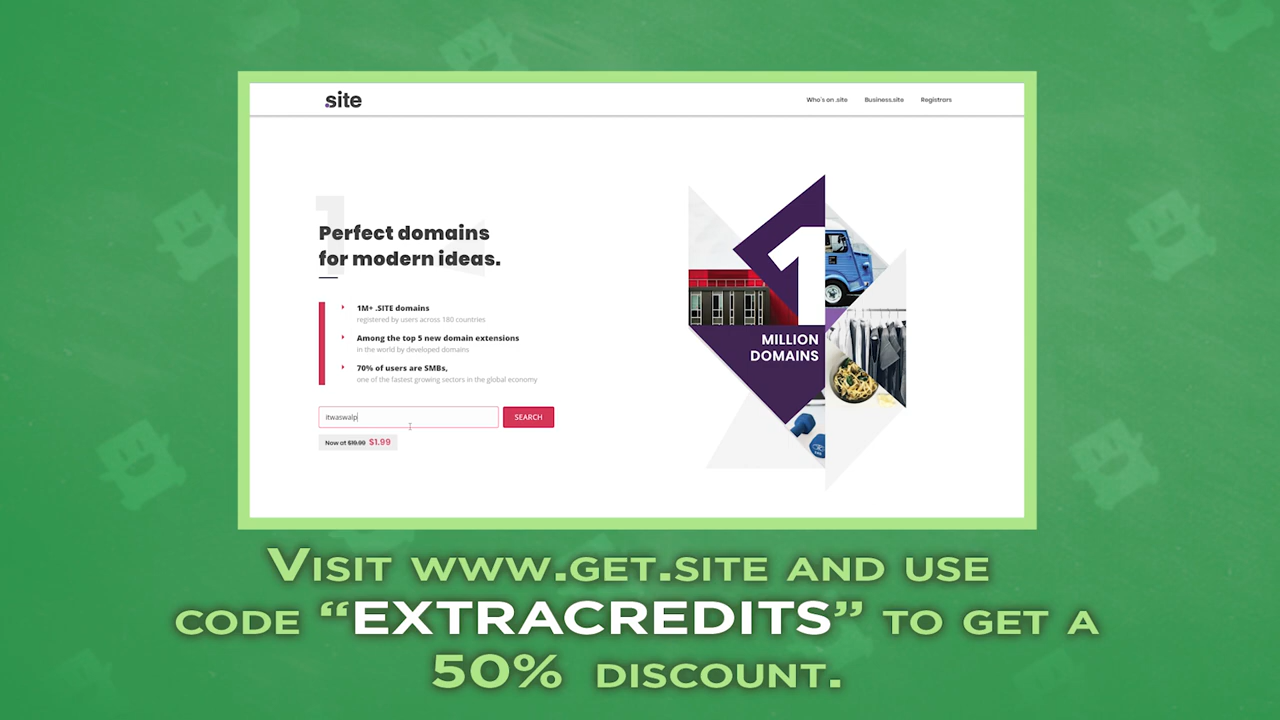 .site
Who's on .site Business.site Registrars
1
Perfect domains
for modern ideas.
1M+ .SITE domains
registered by users across 180 countries
Among the top 5 new domain extensions
in the world by developed domains
70% of users are SMBs,
one of the fastest growing sectors in the global economy
itwaswalp
SEARCH
Now at $19.99 $1.99
1
MILLION
DOMAINS
Visit www.get.site and use
code “EXTRACREDITS” to get a
50% discount.